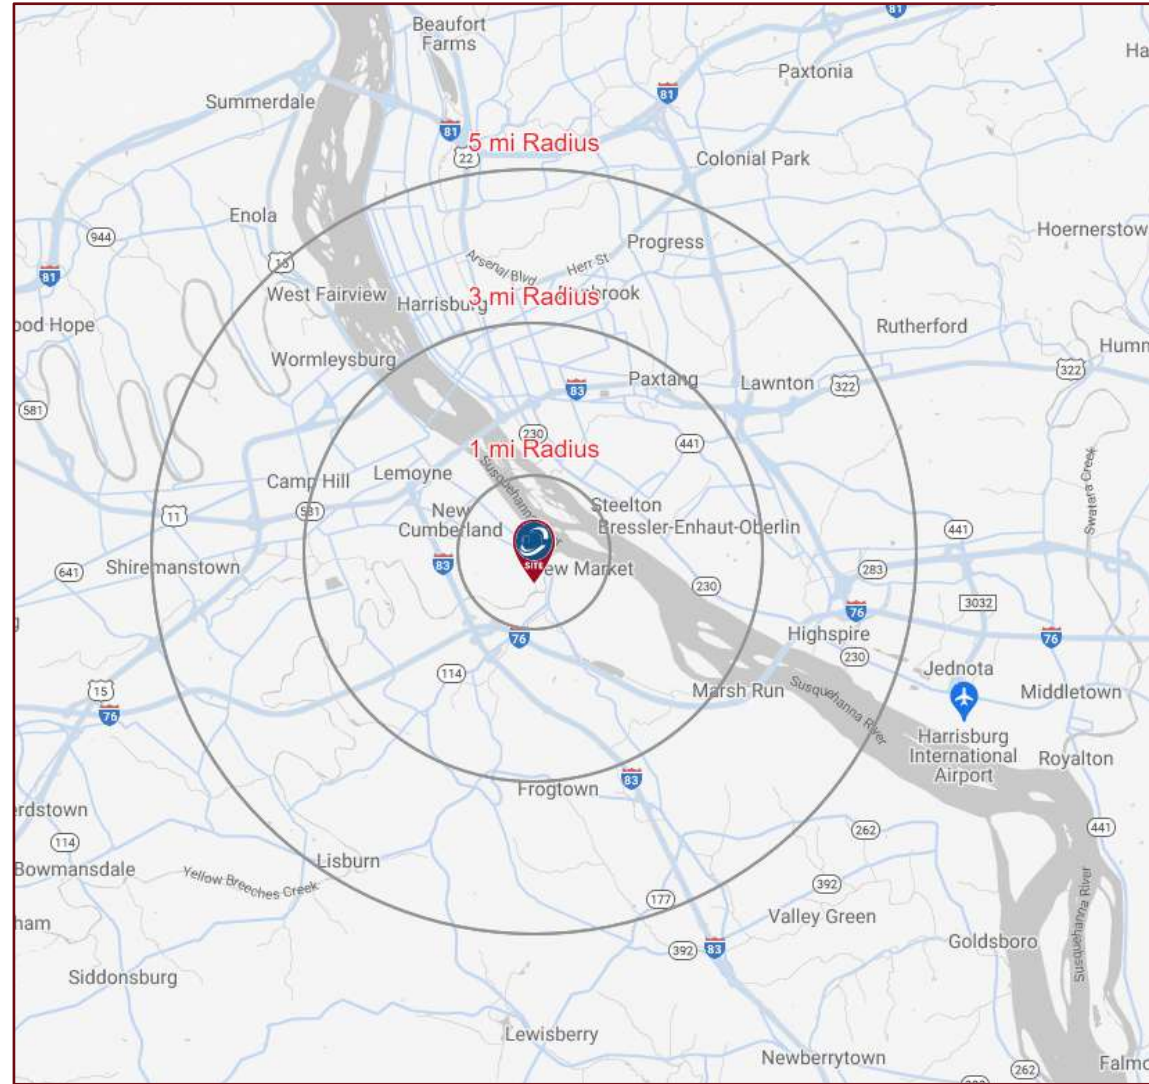 Beaufort
Farms
Ha
81
Paxtonia
Summerdale
81
81
5 mi Radius
22
Colonial Park
Enola
944
Progress
Hoernerstow
15
81
Arsenal Blvd
Herr St
West Fairview
Harrisburg
3 mi Radius
brook
ood Hope
Rutherford
Wormleysburg
Humm
322
Paxtang
83
Lawnton
322
581
230
441
1 mi Radius
Camp Hill
Lemoyne
Susquehanna
Swatara Creek
11
581
New
Cumberland
Steelton
Bressler-Enhaut-Oberlin
441
SITE
ew Market
83
641
Shiremanstown
230
283
3032
76
76
76
Highspire
230
114
Jednota
15
76
Marsh Run
Susquehanna River
Middletown
Harrisburg
International
Airport
Royalton
83
Frogtown
erdstown
114
262
441
Bowmansdale
Lisburn
Yellow Breeches Creek
392
177
ham
Valley Green
Susquehanna River
392
83
Goldsboro
Siddonsburg
Lewisberry
Newberrytown
262
Falmo